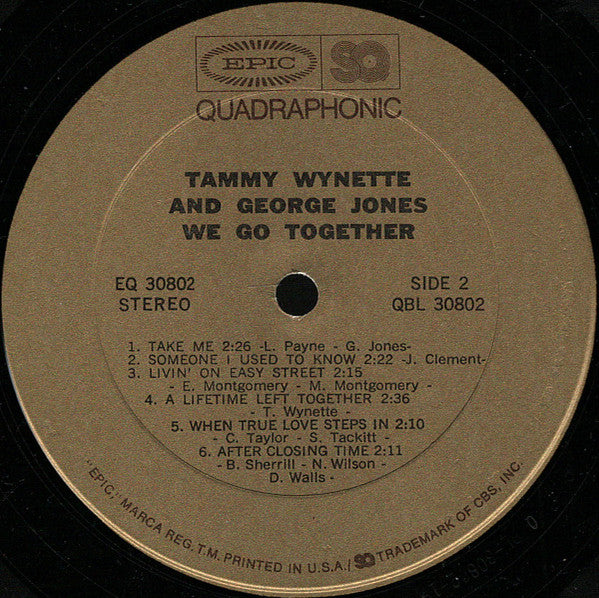 EPIC SQ
QUADRAPHONIC
TAMMY WYNETTE
AND GEORGE JONES
WE GO TOGETHER
EQ 30802
STEREO
SIDE 2
QBL 30802
1. TAKE ME 2:26 -L. Payne - G. Jones-
2. SOMEONE I USED TO KNOW 2:22 -J. Clement-
3. LIVIN' ON EASY STREET 2:15
- E. Montgomery - M. Montgomery -
4. A LIFETIME LEFT TOGETHER 2:36
- T. Wynette -
5. WHEN TRUE LOVE STEPS IN 2:10
- C. Taylor - S. Tackitt -
6. AFTER CLOSING TIME 2:11
- B. Sherrill - N. Wilson -
D. Walls -
"EPIC," MARCA REG. T.M. PRINTED IN U.S.A./ SQ TRADEMARK OF CBS, INC.